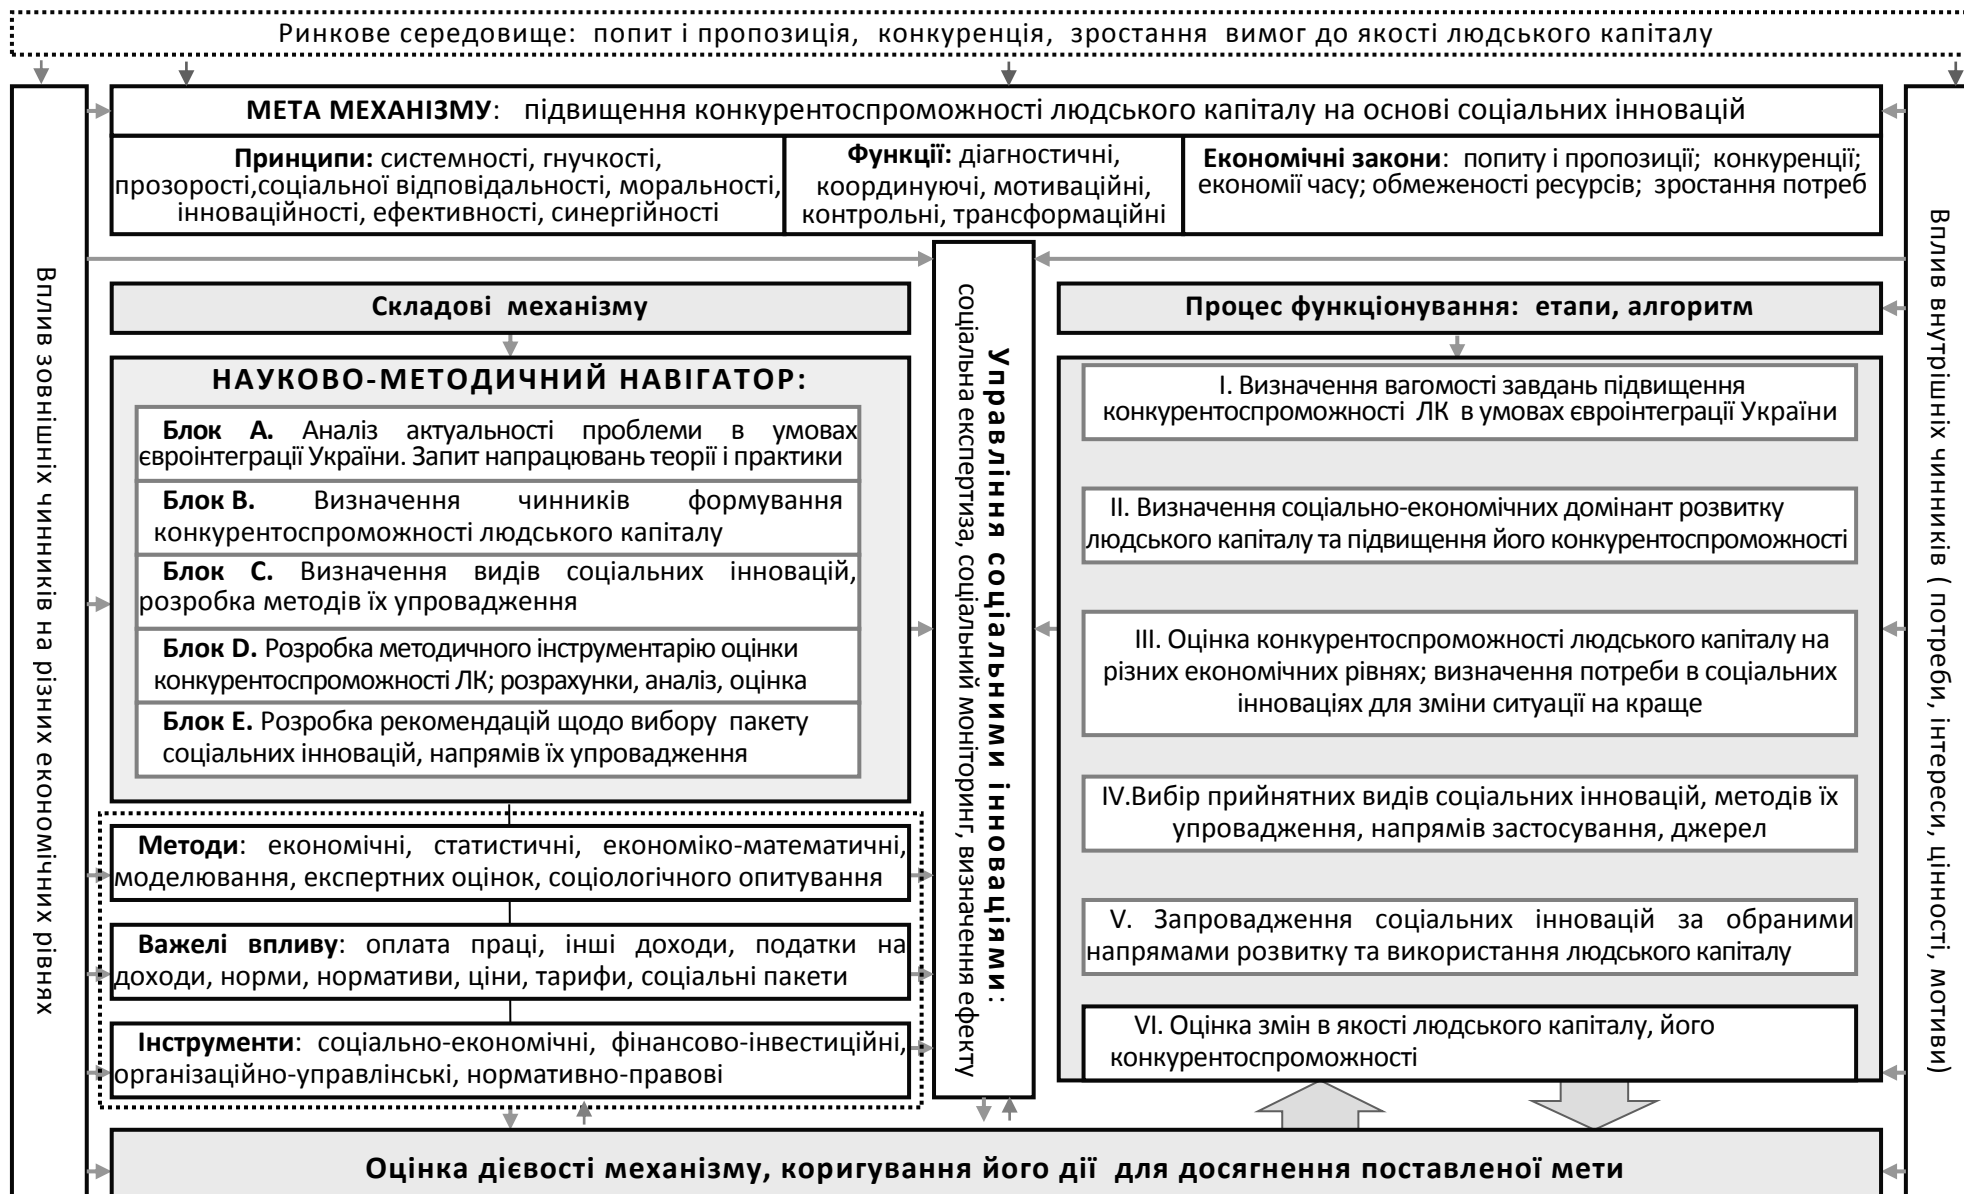 Ринкове середовище: попит і пропозиція, конкуренція, зростання вимог до якості людського капіталу
МЕТА МЕХАНІЗМУ: підвищення конкурентоспроможності людського капіталу на основі соціальних інновацій
Принципи: системності, гнучкості,
прозорості,соціальної відповідальності, моральності,
інноваційності, ефективності, синергійності
Функції: діагностичні,
координуючі, мотиваційні,
контрольні, трансформаційні
Економічні закони: попиту і пропозиції; конкуренції;
економії часу; обмеженості ресурсів; зростання потреб
Вплив зовнішніх чинників на різних економічних рівнях
Складові механізму
НАУКОВО-МЕТОДИЧНИЙ НАВІГАТОР:
Блок А. Аналіз актуальності проблеми в умовах
євроінтеграції України. Запит напрацювань теорії і практики
Блок В. Визначення чинників формування
конкурентоспроможності людського капіталу
Блок С. Визначення видів соціальних інновацій,
розробка методів їх упровадження
Блок D. Розробка методичного інструментарію оцінки
конкурентоспроможності ЛК; розрахунки, аналіз, оцінка
Блок Е. Розробка рекомендацій щодо вибору пакету
соціальних інновацій, напрямів їх упровадження
Методи: економічні, статистичні, економіко-математичні,
моделювання, експертних оцінок, соціологічного опитування
Важелі впливу: оплата праці, інші доходи, податки на
доходи, норми, нормативи, ціни, тарифи, соціальні пакети
Інструменти: соціально-економічні, фінансово-інвестиційні,
організаційно-управлінські, нормативно-правові
Управління соціальними інноваціями:
соціальна експертиза, соціальний моніторинг, визначення ефекту
Процес функціонування: етапи, алгоритм
І. Визначення вагомості завдань підвищення
конкурентоспроможності ЛК в умовах євроінтеграції України
ІІ. Визначення соціально-економічних домінант розвитку
людського капіталу та підвищення його конкурентоспроможності
ІІІ. Оцінка конкурентоспроможності людського капіталу на
різних економічних рівнях; визначення потреби в соціальних
інноваціях для зміни ситуації на краще
IV.Вибір прийнятних видів соціальних інновацій, методів їх
упровадження, напрямів застосування, джерел
V. Запровадження соціальних інновацій за обраними
напрямами розвитку та використання людського капіталу
VI. Оцінка змін в якості людського капіталу, його
конкурентоспроможності
Вплив внутрішніх чинників ( потреби, інтереси, цінності, мотиви)
Оцінка дієвості механізму, коригування його дії для досягнення поставленої мети